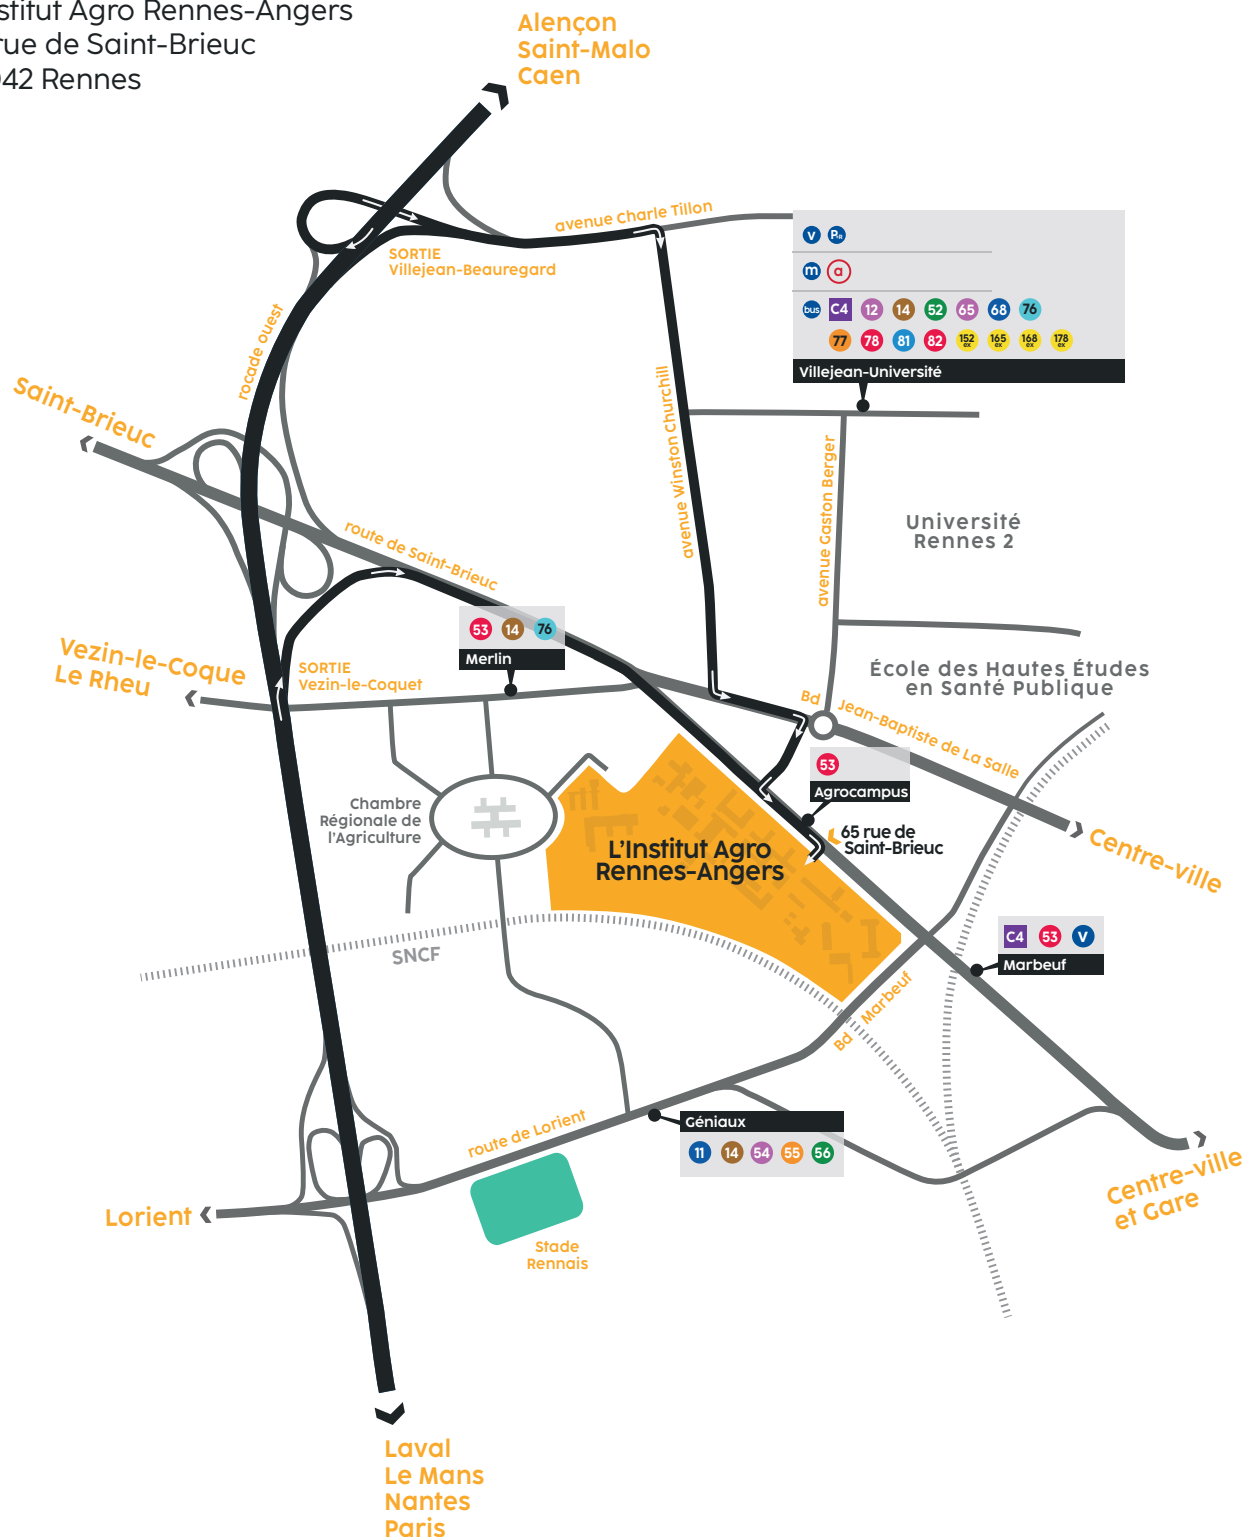 nstitut Agro Rennes-Angers
rue de Saint-Brieuc
042 Rennes
Alençon
Saint-Malo
Caen
avenue Charle Tillon
SORTIE
Villejean-Beauregard
V P+R
m a
bus C4 12 14 52 65 68 76
77 78 81 82 152ex 165ex 168ex 178ex
Villejean-Université
rocade ouest
Saint-Brieuc
avenue Winston Churchill
avenue Gaston Berger
Université
Rennes 2
route de Saint-Brieuc
53 14 76
Merlin
Vezin-le-Coque
Le Rheu
SORTIE
Vezin-le-Coquet
École des Hautes Études
en Santé Publique
Bd Jean-Baptiste de La Salle
53
Agrocampus
Chambre
Régionale de
l'Agriculture
65 rue de
Saint-Brieuc
L'Institut Agro
Rennes-Angers
Centre-ville
C4 53 V
Marbeuf
SNCF
Bd Marbeuf
Géniaux
11 14 54 55 56
route de Lorient
Centre-ville
et Gare
Lorient
Stade
Rennais
Laval
Le Mans
Nantes
Paris